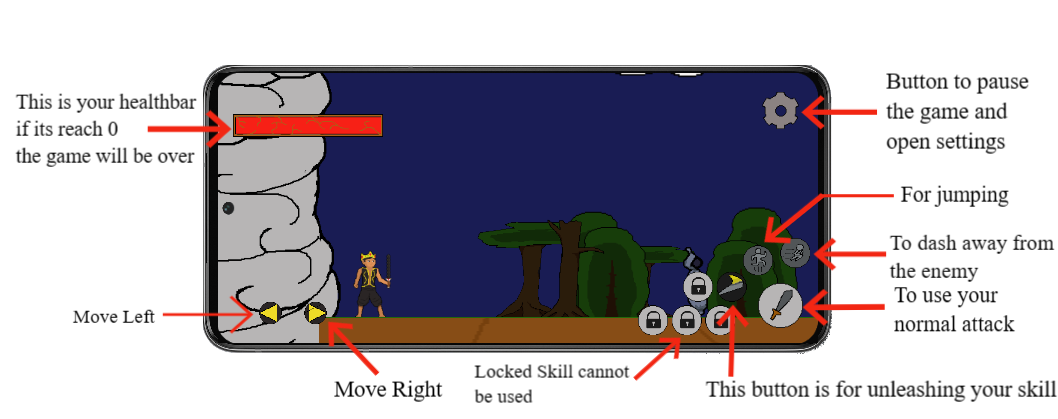 This is your healthbar
if its reach 0
the game will be over
Button to pause
the game and
open settings
For jumping
To dash away from
the enemy
To use your
normal attack
Move Left
Move Right
Locked Skill cannot
be used
This button is for unleashing your skill